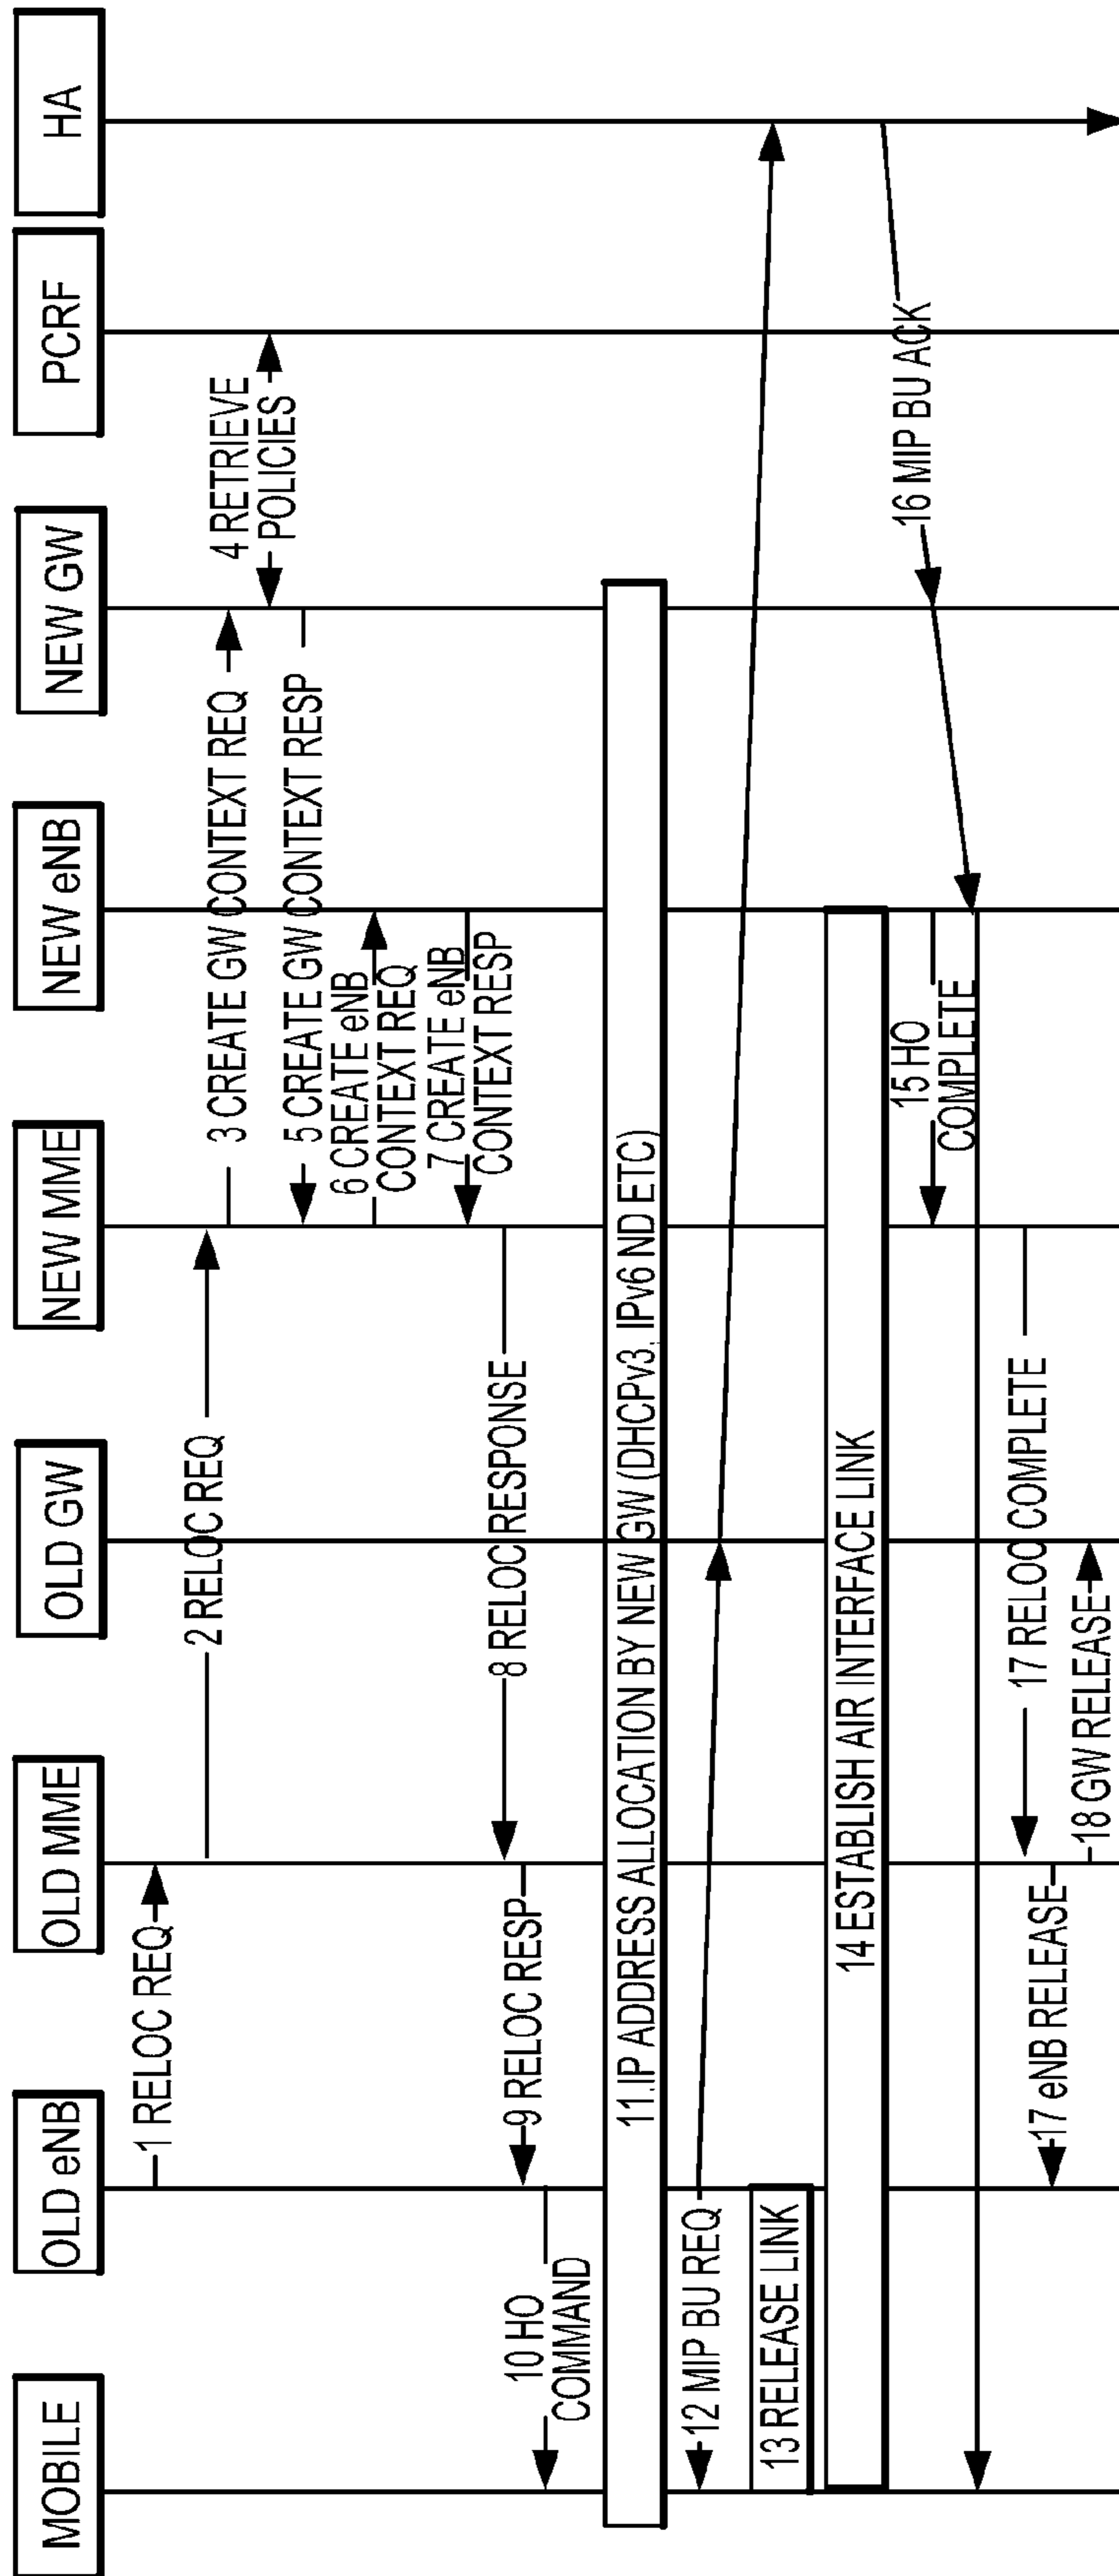 MOBILE
OLD eNB
OLD MME
OLD GW
NEW MME
NEW eNB
NEW GW
PCRF
HA
1 RELOC REQ
2 RELOC REQ
3 CREATE GW CONTEXT REQ
4 RETRIEVE
POLICIES
5 CREATE GW CONTEXT RESP
6 CREATE eNB
CONTEXT REQ
7 CREATE eNB
CONTEXT RESP
8 RELOC RESPONSE
9 RELOC RESP
10 HO
COMMAND
11.IP ADDRESS ALLOCATION BY NEW GW (DHCPv3, IPv6 ND ETC)
12 MIP BU REQ
13 RELEASE LINK
14 ESTABLISH AIR INTERFACE LINK
15 HO
COMPLETE
16 MIP BU ACK
17 RELOC COMPLETE
17 eNB RELEASE
18 GW RELEASE